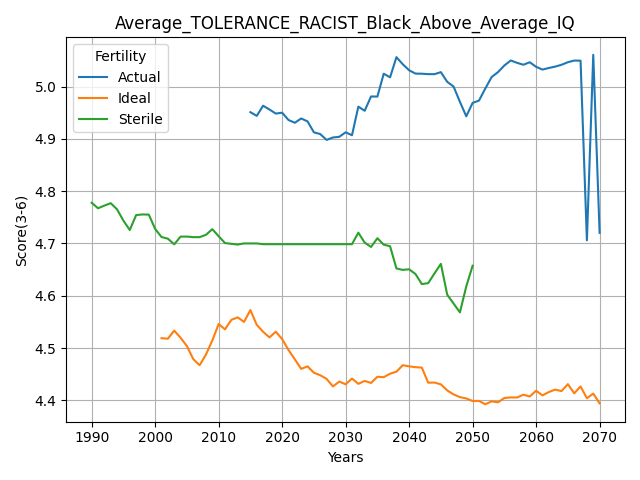 Average_TOLERANCE_RACIST_Black_Above_Average_IQ
Fertility
Actual
Ideal
Sterile
Score(3-6)
5.0
4.9
4.8
4.7
4.6
4.5
4.4
1990 2000 2010 2020 2030 2040 2050 2060 2070
Years